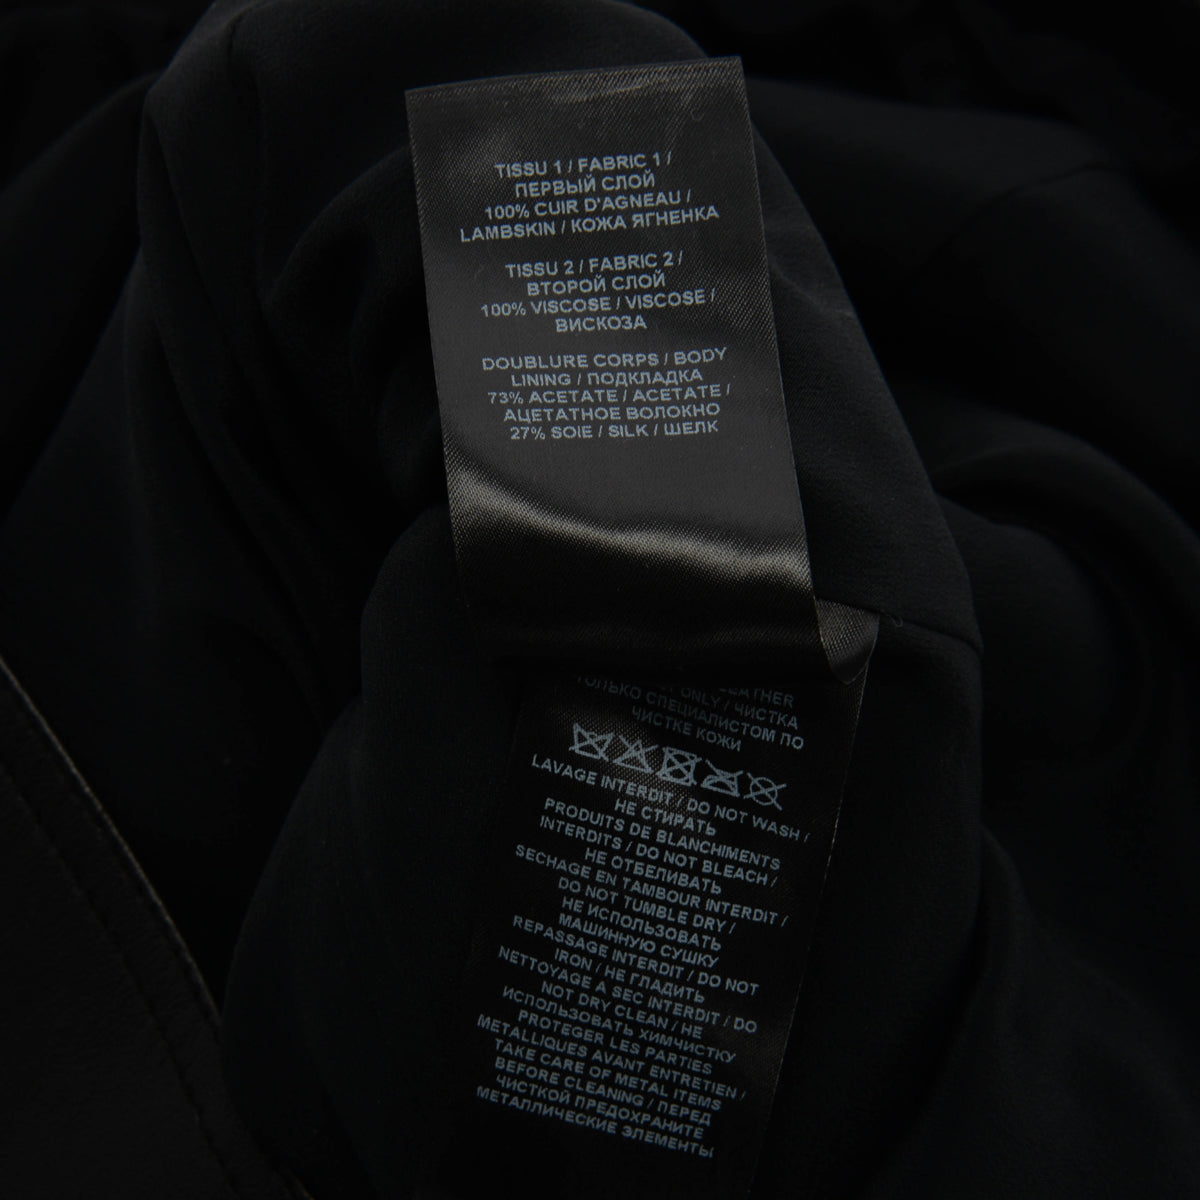 TISSU 1 / FABRIC 1 /
ПЕРВЫЙ СЛОЙ
100% CUIR D'AGNEAU /
LAMBSKIN / КОЖА ЯГНЕНКА
TISSU 2 / FABRIC 2 /
ВТОРОЙ СЛОЙ
100% VISCOSE / VISCOSE /
ВИСКОЗА
DOUBLURE CORPS / BODY
LINING / ПОДКЛАДКА
73% ACETATE / ACETATE /
АЦЕТАТНОЕ ВОЛОКНО
27% SOIE / SILK / ШЕЛК
LEATHER
ONLY / ЧИСТКА
ТОЛЬКО СПЕЦИАЛИСТОМ ПО
ЧИСТКЕ КОЖИ
LAVAGE INTERDIT / DO NOT WASH /
НЕ СТИРАТЬ
PRODUITS DE BLANCHIMENTS
INTERDITS / DO NOT BLEACH /
НЕ ОТБЕЛИВАТЬ
SECHAGE EN TAMBOUR INTERDIT /
DO NOT TUMBLE DRY /
НЕ ИСПОЛЬЗОВАТЬ
МАШИННУЮ СУШКУ
REPASSAGE INTERDIT / DO NOT
IRON / НЕ ГЛАДИТЬ
NETTOYAGE A SEC INTERDIT / DO
NOT DRY CLEAN / НЕ
ИСПОЛЬЗОВАТЬ ХИМЧИСТКУ
PROTEGER LES PARTIES
METALLIQUES AVANT ENTRETIEN /
TAKE CARE OF METAL ITEMS
BEFORE CLEANING / ПЕРЕД
ЧИСТКОЙ ПРЕДОХРАНИТЕ
МЕТАЛЛИЧЕСКИЕ ЭЛЕМЕНТЫ